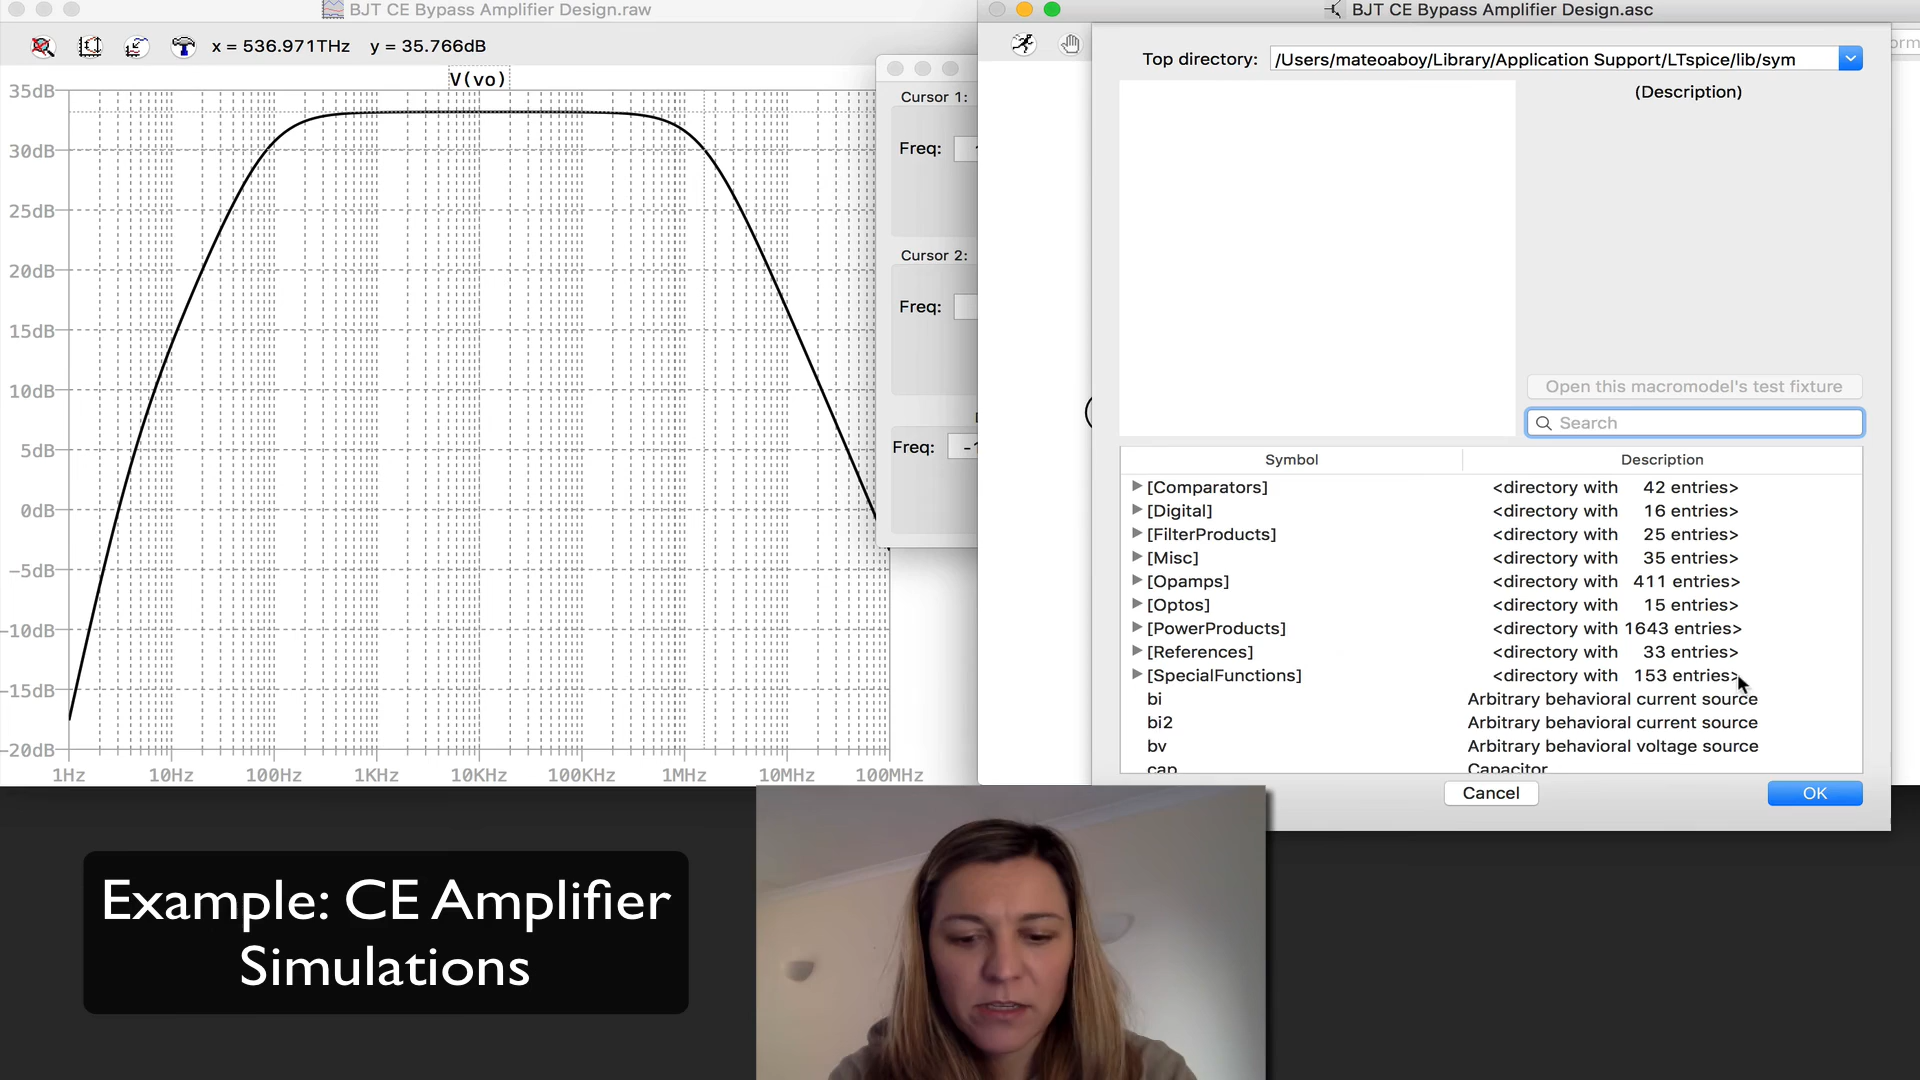 BJT CE Bypass Amplifier Design.raw
BJT CE Bypass Amplifier Design.asc
x = 536.971THz y = 35.766dB
V(vo)
35dB
30dB
25dB
20dB
15dB
10dB
5dB
0dB
-5dB
-10dB
-15dB
-20dB
1Hz 10Hz 100Hz 1KHz 10KHz 100KHz 1MHz 10MHz 100MHz
Cursor 1:
Freq:
Cursor 2:
Freq:
Freq: -1
Top directory: /Users/mateoaboy/Library/Application Support/LTspice/lib/sym
(Description)
Open this macromodel's test fixture
Search
Symbol Description
[Comparators] <directory with 42 entries>
[Digital] <directory with 16 entries>
[FilterProducts] <directory with 25 entries>
[Misc] <directory with 35 entries>
[Opamps] <directory with 411 entries>
[Optos] <directory with 15 entries>
[PowerProducts] <directory with 1643 entries>
[References] <directory with 33 entries>
[SpecialFunctions] <directory with 153 entries>
bi Arbitrary behavioral current source
bi2 Arbitrary behavioral current source
bv Arbitrary behavioral voltage source
cap Capacitor
Cancel OK
Example: CE Amplifier
Simulations